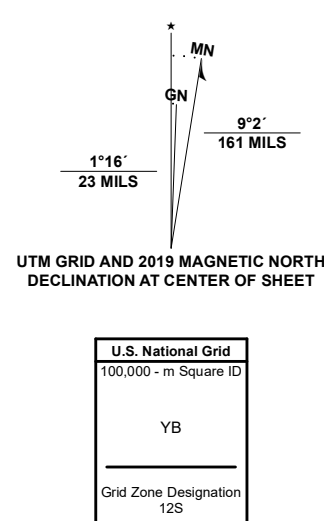 MN
GN
9°2´
161 MILS
1°16´
23 MILS
UTM GRID AND 2019 MAGNETIC NORTH
DECLINATION AT CENTER OF SHEET
U.S. National Grid
100,000 - m Square ID
YB
Grid Zone Designation
12S